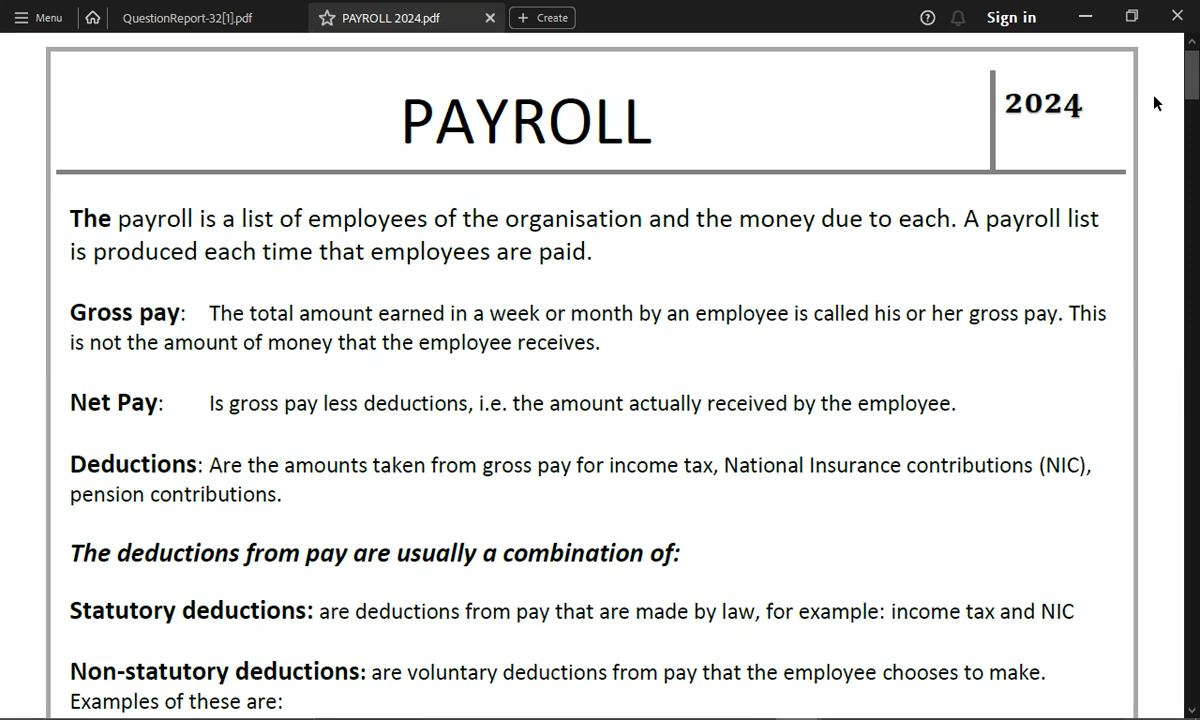 Menu QuestionReport-32[1].pdf PAYROLL 2024.pdf Create Sign in
PAYROLL
2024
The payroll is a list of employees of the organisation and the money due to each. A payroll list
is produced each time that employees are paid.
Gross pay: The total amount earned in a week or month by an employee is called his or her gross pay. This
is not the amount of money that the employee receives.
Net Pay: Is gross pay less deductions, i.e. the amount actually received by the employee.
Deductions: Are the amounts taken from gross pay for income tax, National Insurance contributions (NIC),
pension contributions.
The deductions from pay are usually a combination of:
Statutory deductions: are deductions from pay that are made by law, for example: income tax and NIC
Non-statutory deductions: are voluntary deductions from pay that the employee chooses to make.
Examples of these are: